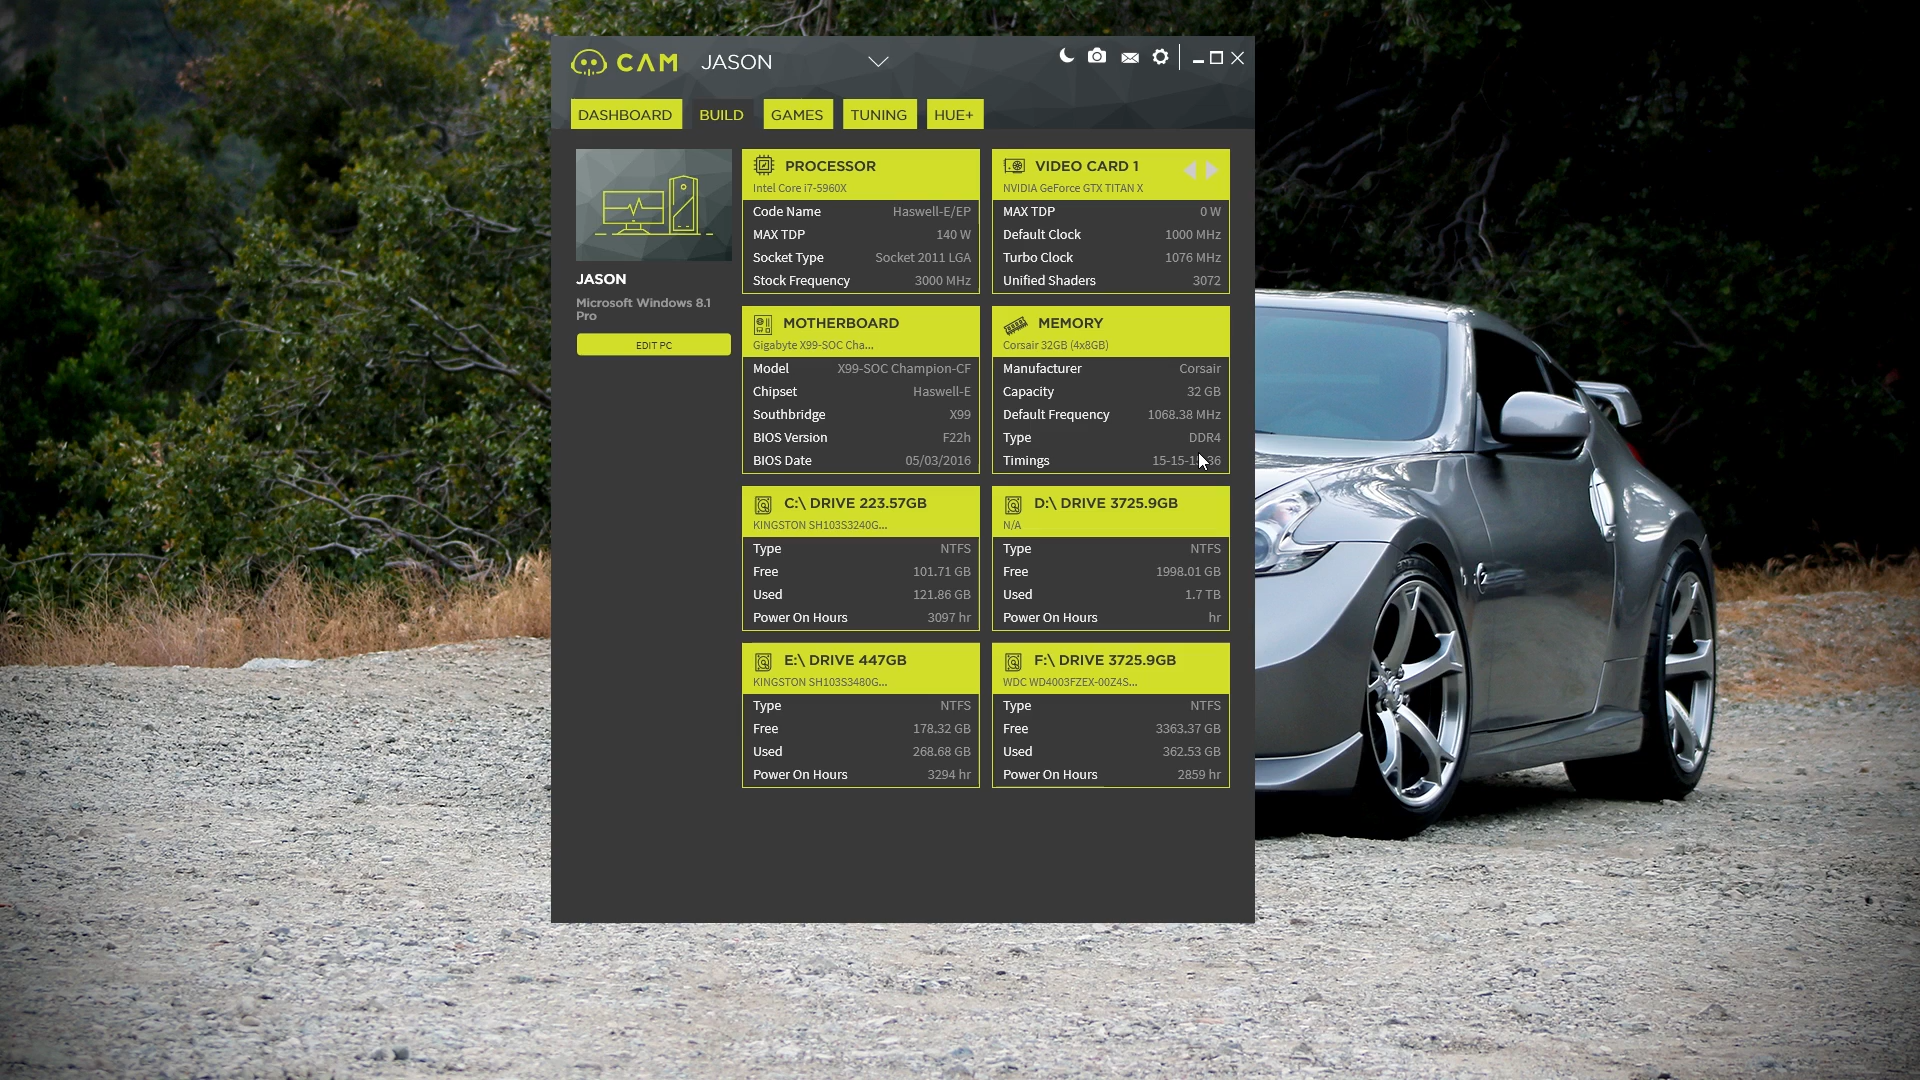 CAM JASON
DASHBOARD BUILD GAMES TUNING HUE+
JASON
Microsoft Windows 8.1
Pro
EDIT PC
PROCESSOR
Intel Core i7-5960X
Code Name Haswell-E/EP
MAX TDP 140 W
Socket Type Socket 2011 LGA
Stock Frequency 3000 MHz
VIDEO CARD 1
NVIDIA GeForce GTX TITAN X
MAX TDP 0 W
Default Clock 1000 MHz
Turbo Clock 1076 MHz
Unified Shaders 3072
MOTHERBOARD
Gigabyte X99-SOC Cha...
Model X99-SOC Champion-CF
Chipset Haswell-E
Southbridge X99
BIOS Version F22h
BIOS Date 05/03/2016
MEMORY
Corsair 32GB (4x8GB)
Manufacturer Corsair
Capacity 32 GB
Default Frequency 1068.38 MHz
Type DDR4
Timings
C:\ DRIVE 223.57GB
KINGSTON SH103S3240G...
Type NTFS
Free 101.71 GB
Used 121.86 GB
Power On Hours 3097 hr
D:\ DRIVE 3725.9GB
N/A
Type NTFS
Free 1998.01 GB
Used 1.7 TB
Power On Hours hr
E:\ DRIVE 447GB
KINGSTON SH103S3480G...
Type NTFS
Free 178.32 GB
Used 268.68 GB
Power On Hours 3294 hr
F:\ DRIVE 3725.9GB
WDC WD4003FZEX-00Z4S...
Type NTFS
Free 3363.37 GB
Used 362.53 GB
Power On Hours 2859 hr